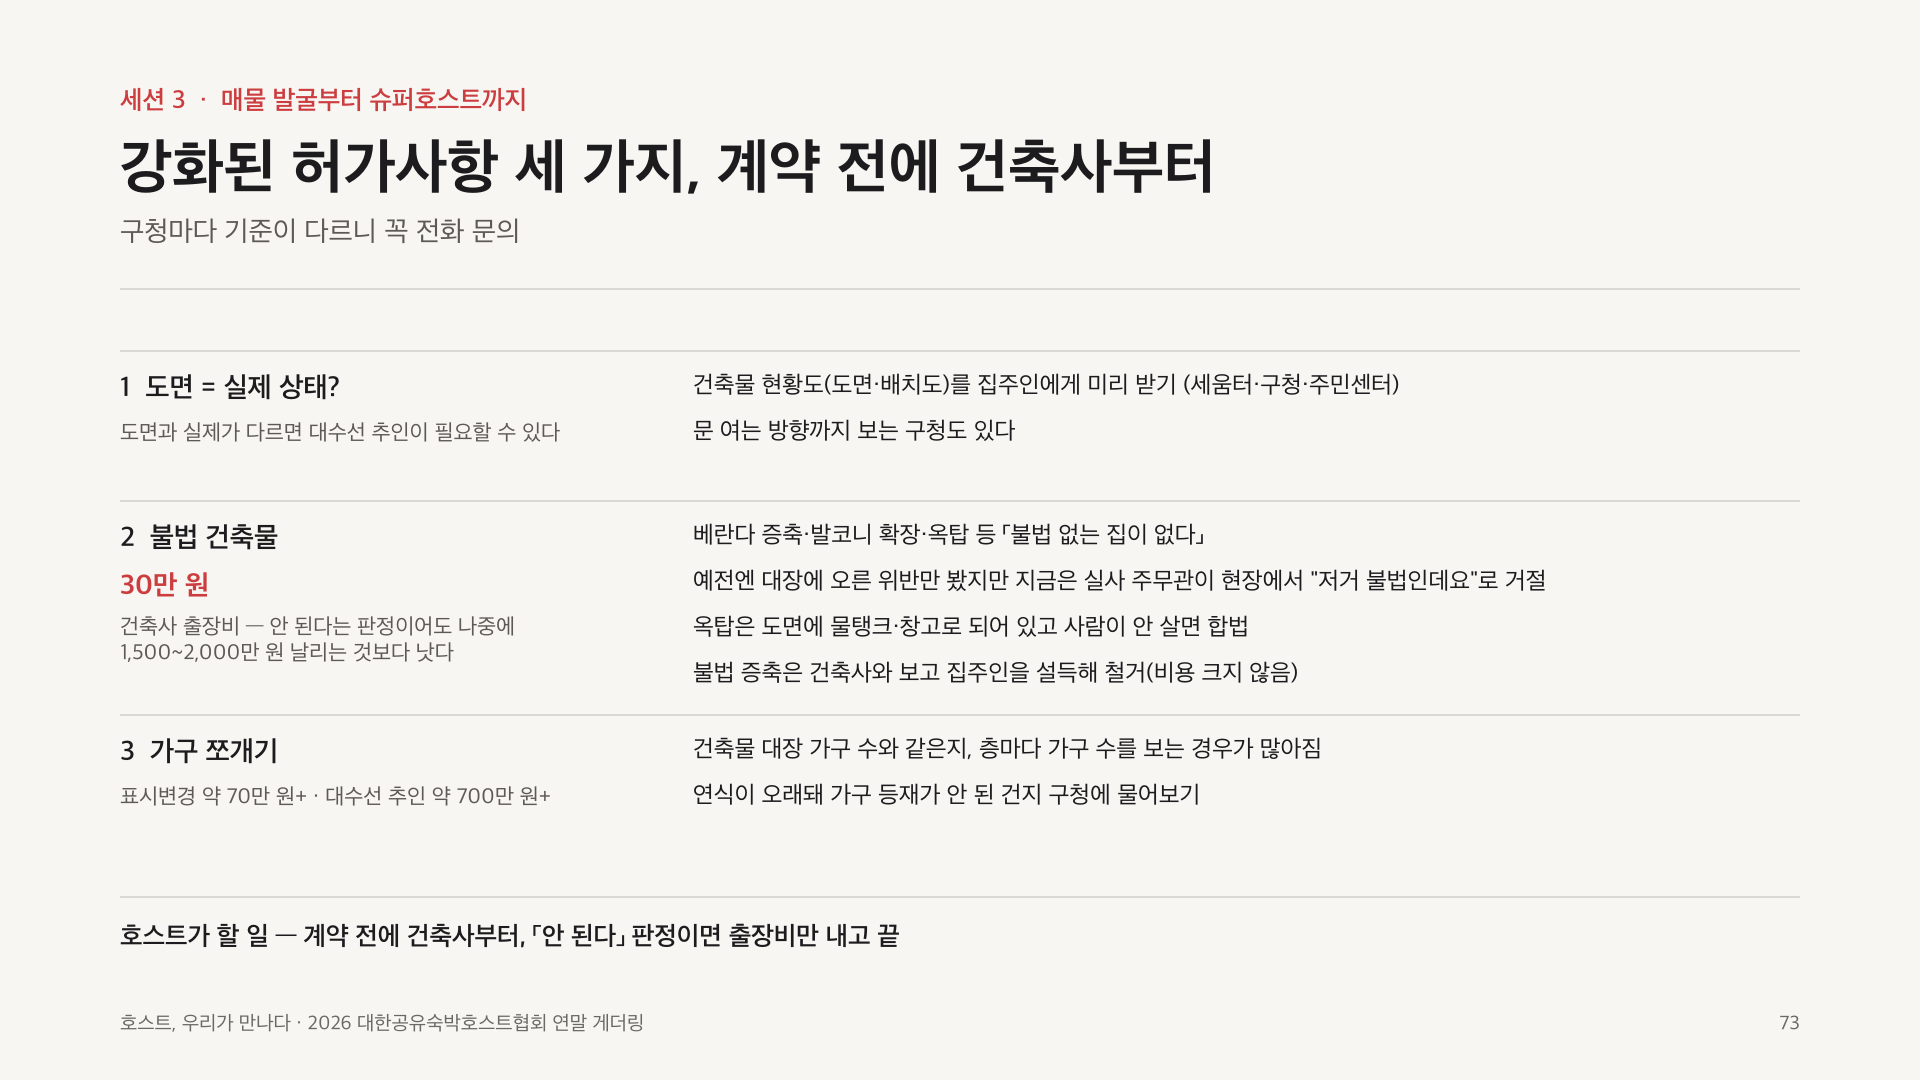 세션 3 · 매물 발굴부터 슈퍼호스트까지
강화된 허가사항 세 가지, 계약 전에 건축사부터
구청마다 기준이 다르니 꼭 전화 문의
1 도면 = 실제 상태?
도면과 실제가 다르면 대수선 추인이 필요할 수 있다
건축물 현황도(도면·배치도)를 집주인에게 미리 받기 (세움터·구청·주민센터)
문 여는 방향까지 보는 구청도 있다
2 불법 건축물
30만 원
건축사 출장비 — 안 된다는 판정이어도 나중에
1,500~2,000만 원 날리는 것보다 낫다
베란다 증축·발코니 확장·옥탑 등 「불법 없는 집이 없다」
예전엔 대장에 오른 위반만 봤지만 지금은 실사 주무관이 현장에서 "저거 불법인데요"로 거절
옥탑은 도면에 물탱크·창고로 되어 있고 사람이 안 살면 합법
불법 증축은 건축사와 보고 집주인을 설득해 철거(비용 크지 않음)
3 가구 쪼개기
표시변경 약 70만 원+ · 대수선 추인 약 700만 원+
건축물 대장 가구 수와 같은지, 층마다 가구 수를 보는 경우가 많아짐
연식이 오래돼 가구 등재가 안 된 건지 구청에 물어보기
호스트가 할 일 — 계약 전에 건축사부터, 「안 된다」 판정이면 출장비만 내고 끝
호스트, 우리가 만나다 · 2026 대한공유숙박호스트협회 연말 게더링
73